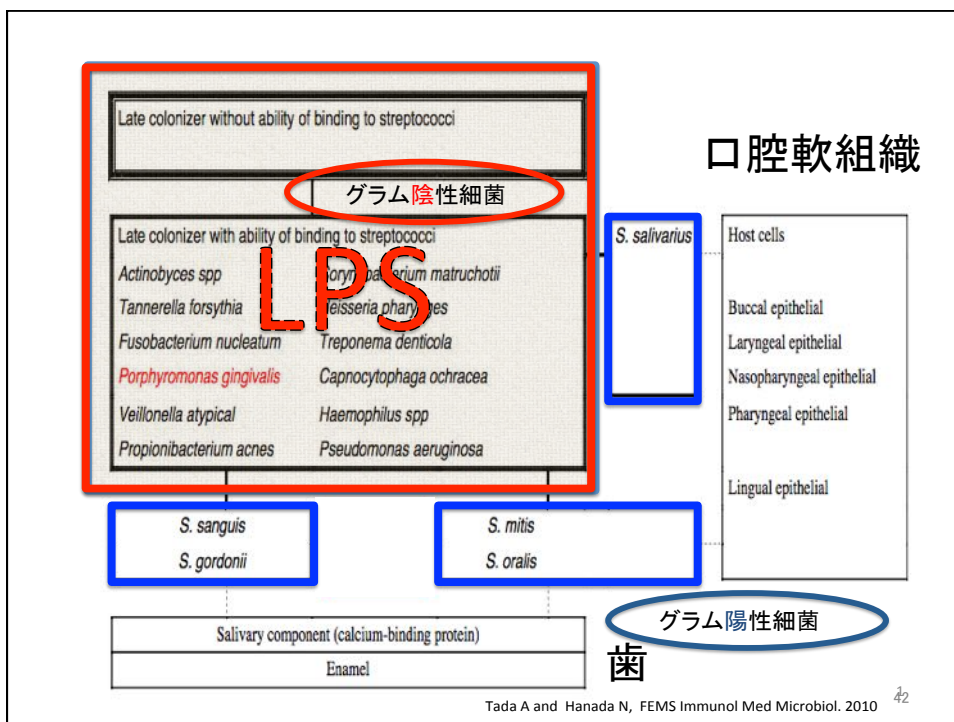 Late colonizer without ability of binding to streptococci
口腔軟組織
グラム陰性細菌
Late colonizer with ability of binding to streptococci
LPS
Actinobyces spp
matruchotii
Tannerella forsythia
Fusobacterium nucleatum Treponema denticola
Porphyromonas gingivalis Capnocytophaga ochracea
Veillonella atypical Haemophilus spp
Propionibacterium acnes Pseudomonas aeruginosa
S. salivarius
Host cells
Buccal epithelial
Laryngeal epithelial
Nasopharyngeal epithelial
Pharyngeal epithelial
Lingual epithelial
S. sanguis
S. gordonii
S. mitis
S. oralis
グラム陽性細菌
Salivary component (calcium-binding protein)
Enamel
歯
Tada A and Hanada N, FEMS Immunol Med Microbiol. 2010
42